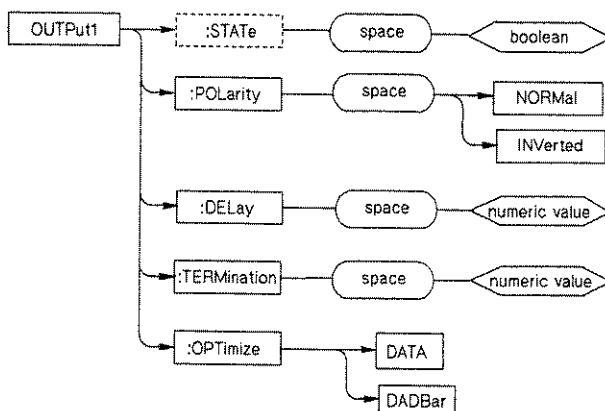 OUTPut1 :STATe space boolean
:POLarity space NORMal
INVerted
:DELay space numeric value
:TERMination space numeric value
:OPTimize DATA
DADBar